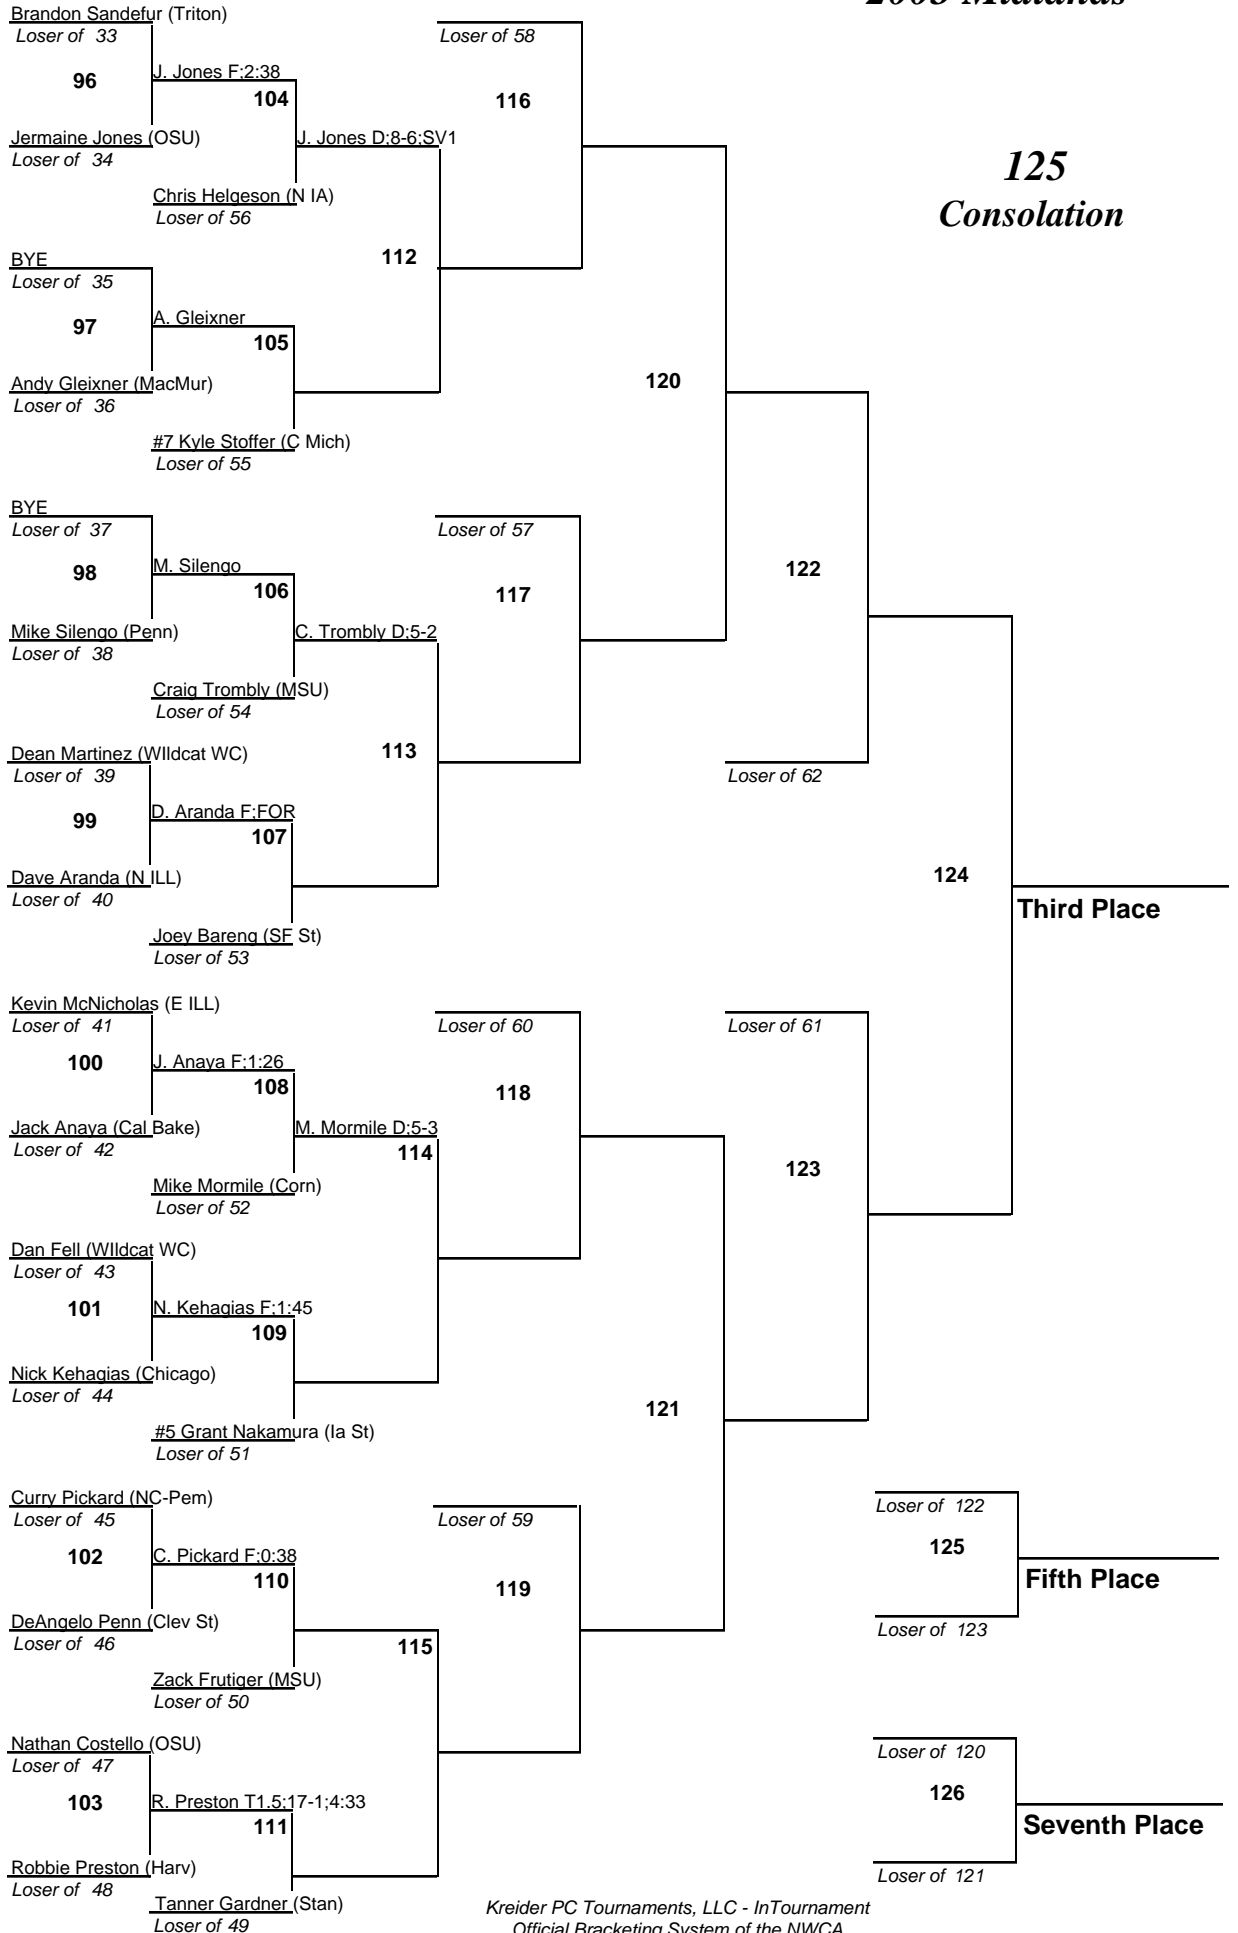 Brandon Sandefur (Triton)
Loser of 33
96
J. Jones F;2:38
104
Jermaine Jones (OSU)
Loser of 34
J. Jones D;8-6;SV1
Chris Helgeson (N IA)
Loser of 56
112
BYE
Loser of 35
97
A. Gleixner
105
Andy Gleixner (MacMur)
Loser of 36
#7 Kyle Stoffer (C Mich)
Loser of 55
Loser of 58
116
125
Consolation
120
BYE
Loser of 37
98
M. Silengo
106
Mike Silengo (Penn)
Loser of 38
C. Trombly D;5-2
Craig Trombly (MSU)
Loser of 54
113
Dean Martinez (WIldcat WC)
Loser of 39
99
D. Aranda F;FOR
107
Dave Aranda (N ILL)
Loser of 40
Joey Bareng (SF St)
Loser of 53
Loser of 57
117
122
Loser of 62
124
Third Place
Kevin McNicholas (E ILL)
Loser of 41
100
J. Anaya F;1:26
108
Jack Anaya (Cal Bake)
Loser of 42
M. Mormile D;5-3
114
Mike Mormile (Corn)
Loser of 52
Dan Fell (WIldcat WC)
Loser of 43
101
N. Kehagias F;1:45
109
Nick Kehagias (Chicago)
Loser of 44
#5 Grant Nakamura (Ia St)
Loser of 51
Loser of 60
118
Loser of 61
123
121
Curry Pickard (NC-Pem)
Loser of 45
102
C. Pickard F;0:38
110
DeAngelo Penn (Clev St)
Loser of 46
115
Zack Frutiger (MSU)
Loser of 50
Nathan Costello (OSU)
Loser of 47
103
R. Preston T1.5;17-1;4:33
111
Robbie Preston (Harv)
Loser of 48
Tanner Gardner (Stan)
Loser of 49
Loser of 59
119
Loser of 122
125
Fifth Place
Loser of 123
Loser of 120
126
Seventh Place
Loser of 121
Kreider PC Tournaments, LLC - InTournament
Official Bracketing System of the NWCA